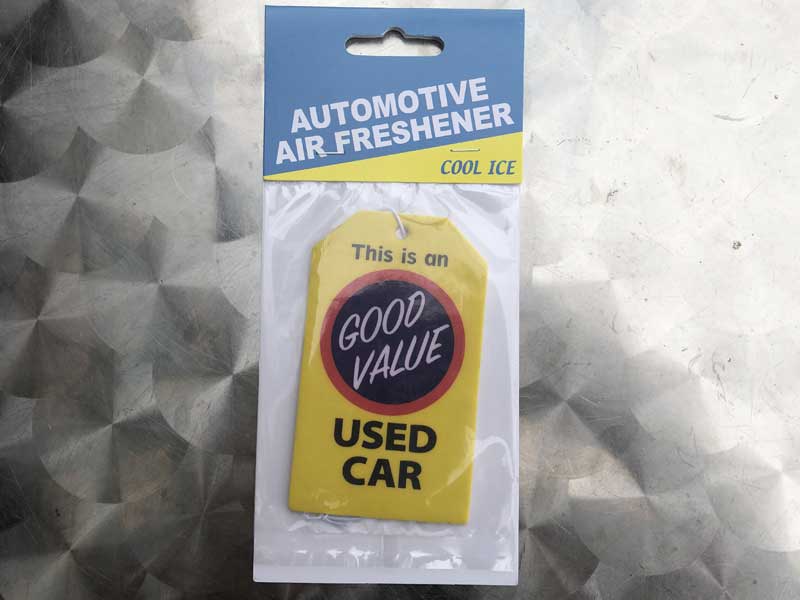 AUTOMOTIVE
AIR FRESHENER
COOL ICE
This is an
GOOD
VALUE
USED
CAR